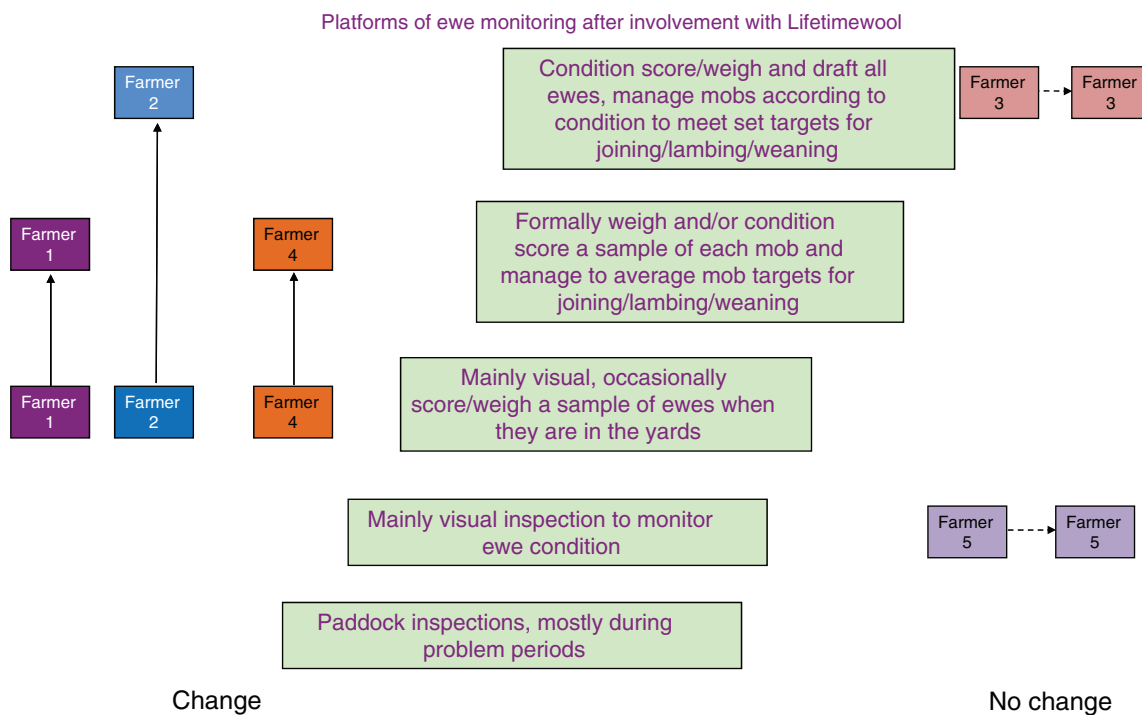 Platforms of ewe monitoring after involvement with Lifetimewool
Farmer
2
Condition score/weigh and draft all
ewes, manage mobs according to
condition to meet set targets for
joining/lambing/weaning
Farmer
3
Farmer
3
Farmer
1
Farmer
4
Formally weigh and/or condition
score a sample of each mob and
manage to average mob targets for
joining/lambing/weaning
Farmer
1
Farmer
2
Farmer
4
Mainly visual, occasionally
score/weigh a sample of ewes when
they are in the yards
Mainly visual inspection to monitor
ewe condition
Farmer
5
Farmer
5
Paddock inspections, mostly during
problem periods
Change
No change